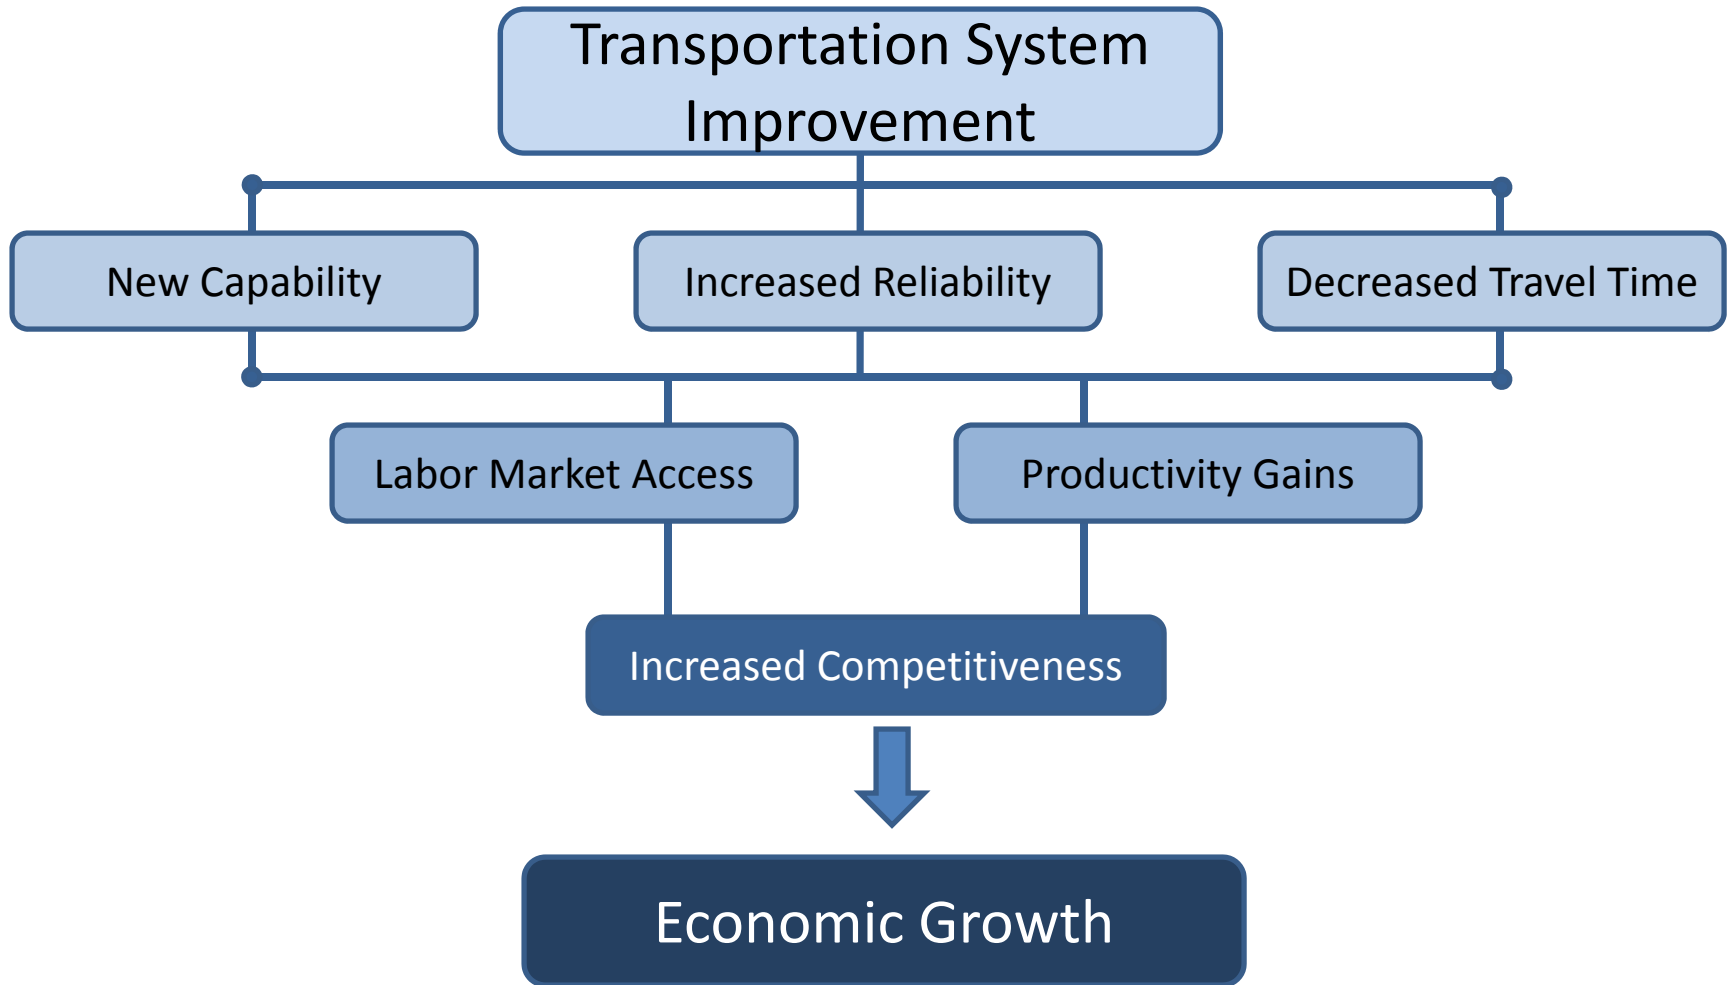 Transportation System
Improvement
New Capability
Increased Reliability
Decreased Travel Time
Labor Market Access
Productivity Gains
Increased Competitiveness
Economic Growth